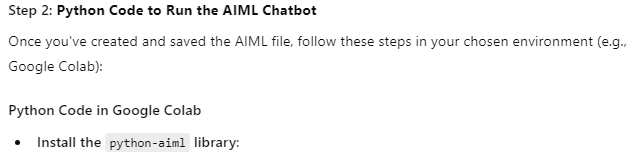 Step 2: Python Code to Run the AIML Chatbot
Once you've created and saved the AIML file, follow these steps in your chosen environment (e.g.,
Google Colab):
Python Code in Google Colab
• Install the python-aiml library: